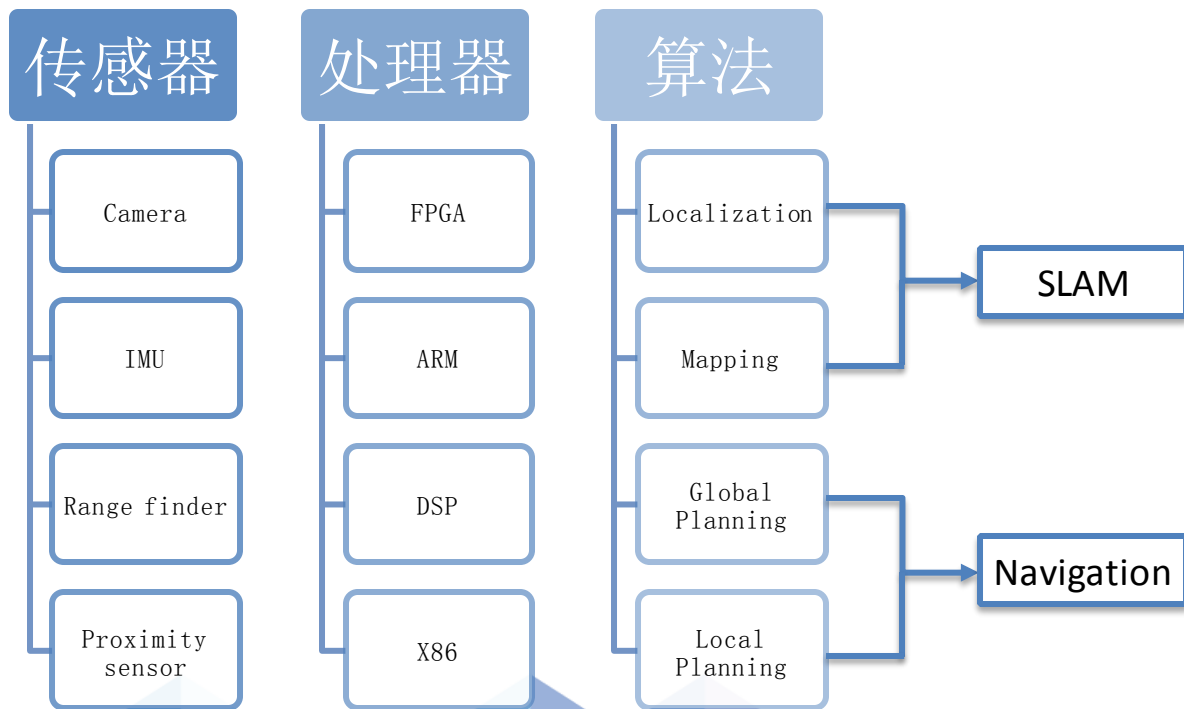 传感器
处理器
算法
Camera
IMU
Range finder
Proximity
sensor
FPGA
ARM
DSP
X86
Localization
Mapping
Global
Planning
Local
Planning
SLAM
Navigation